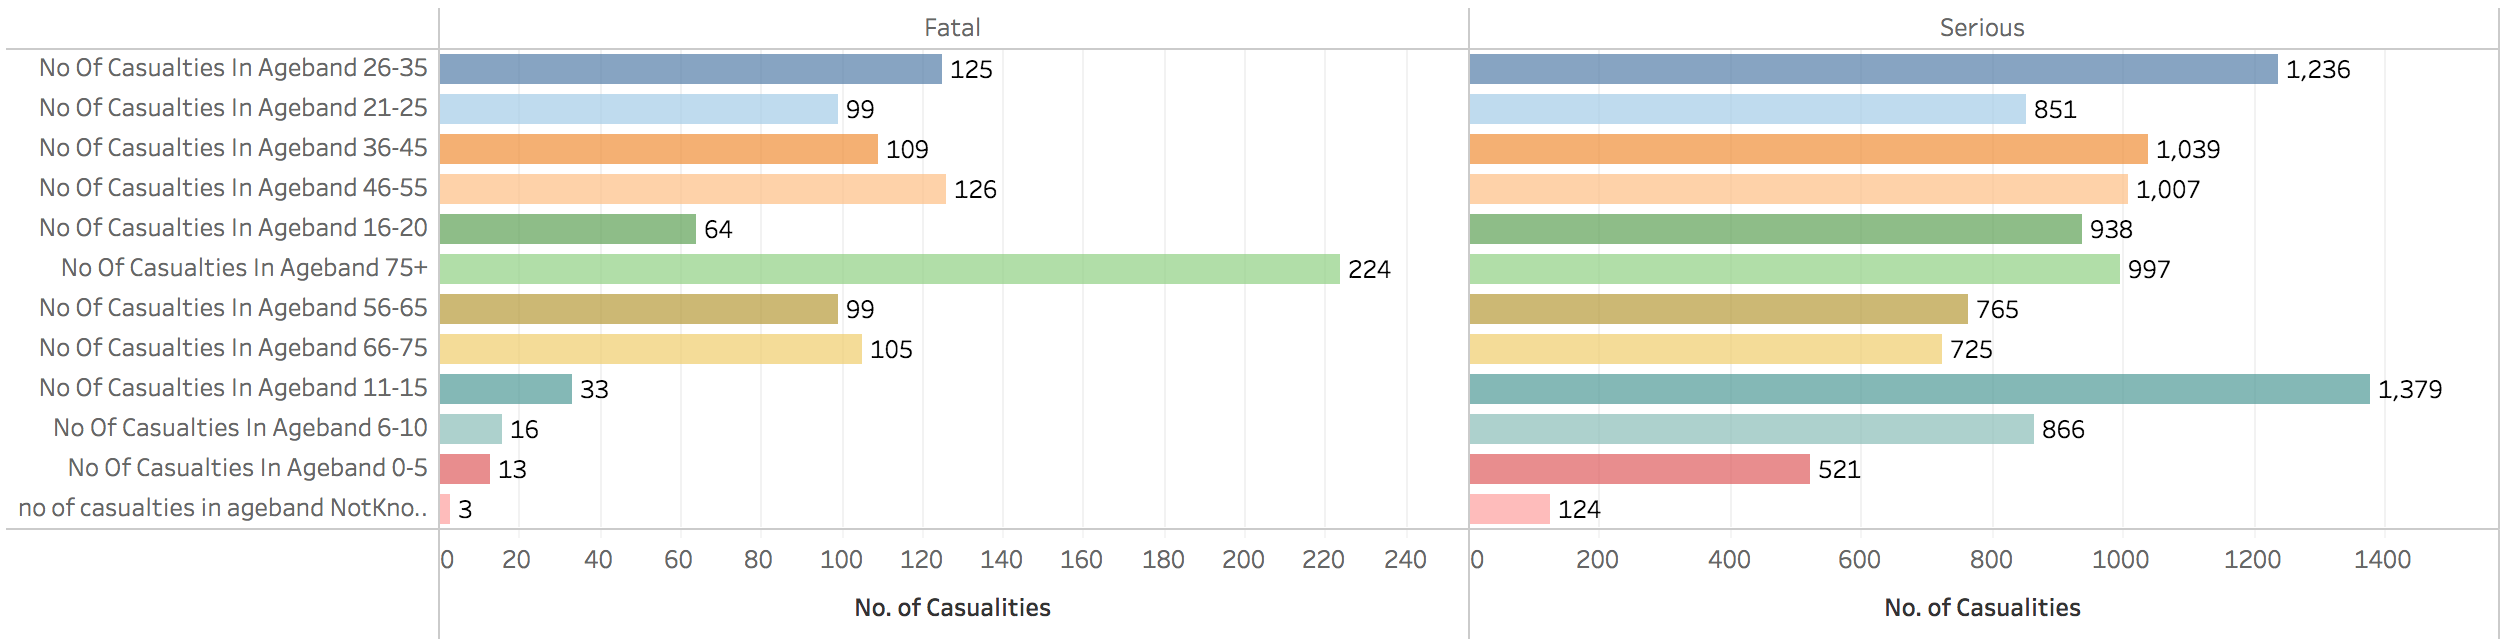 Fatal Serious
No Of Casualties In Ageband 26-35 125 1,236
No Of Casualties In Ageband 21-25 99 851
No Of Casualties In Ageband 36-45 109 1,039
No Of Casualties In Ageband 46-55 126 1,007
No Of Casualties In Ageband 16-20 64 938
No Of Casualties In Ageband 75+ 224 997
No Of Casualties In Ageband 56-65 99 765
No Of Casualties In Ageband 66-75 105 725
No Of Casualties In Ageband 11-15 33 1,379
No Of Casualties In Ageband 6-10 16 866
No Of Casualties In Ageband 0-5 13 521
no of casualties in ageband NotKno.. 3 124
0 20 40 60 80 100 120 140 160 180 200 220 240 0 200 400 600 800 1000 1200 1400
No. of Casualities No. of Casualities